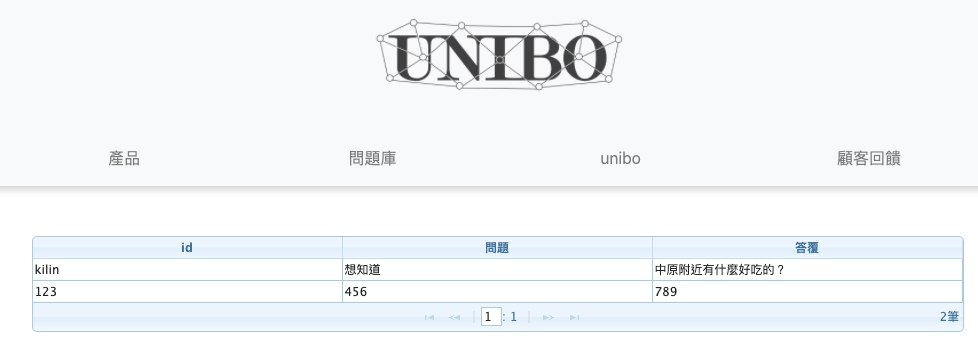 UNIBO
產品 問題庫 unibo 顧客回饋
id 問題 答覆
kilin 想知道 中原附近有什麼好吃的？
123 456 789
1 : 1 2筆